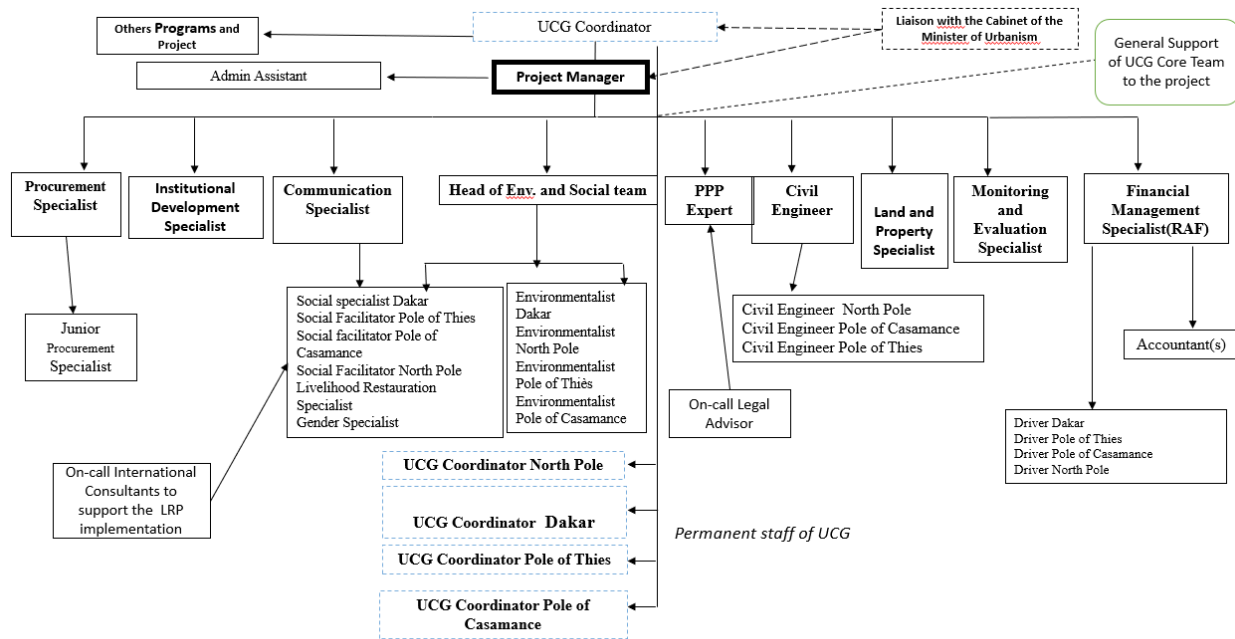 Others Programs and
Project
UCG Coordinator
Liaison with the Cabinet of the
Minister of Urbanism
General Support
of UCG Core Team
to the project
Admin Assistant
Project Manager
Procurement
Specialist
Institutional
Development
Specialist
Communication
Specialist
Head of Env. and Social team
PPP
Expert
Civil
Engineer
Land and
Property
Specialist
Monitoring
and
Evaluation
Specialist
Financial
Management
Specialist(RAF)
Junior
Procurement
Specialist
Social specialist Dakar
Social Facilitator Pole of Thies
Social facilitator Pole of
Casamance
Social Facilitator North Pole
Livelihood Restauration
Specialist
Gender Specialist
Environmentalist
Dakar
Environmentalist
North Pole
Environmentalist
Pole of Thiès
Environmentalist
Pole of Casamance
On-call Legal
Advisor
Civil Engineer North Pole
Civil Engineer Pole of Casamance
Civil Engineer Pole of Thies
Accountant(s)
Driver Dakar
Driver Pole of Thies
Driver Pole of Casamance
Driver North Pole
On-call International
Consultants to
support the LRP
implementation
UCG Coordinator North Pole
UCG Coordinator Dakar
Permanent staff of UCG
UCG Coordinator Pole of Thies
UCG Coordinator Pole of
Casamance